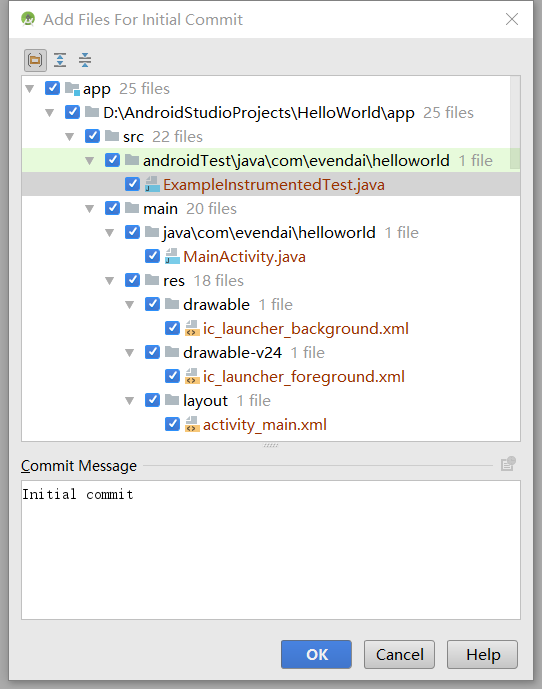 Add Files For Initial Commit
app 25 files
D:\AndroidStudioProjects\HelloWorld\app 25 files
src 22 files
androidTest\java\com\evendai\helloworld 1 file
ExampleInstrumentedTest.java
main 20 files
java\com\evendai\helloworld 1 file
MainActivity.java
res 18 files
drawable 1 file
ic_launcher_background.xml
drawable-v24 1 file
ic_launcher_foreground.xml
layout 1 file
activity_main.xml
Commit Message
Initial commit
OK Cancel Help